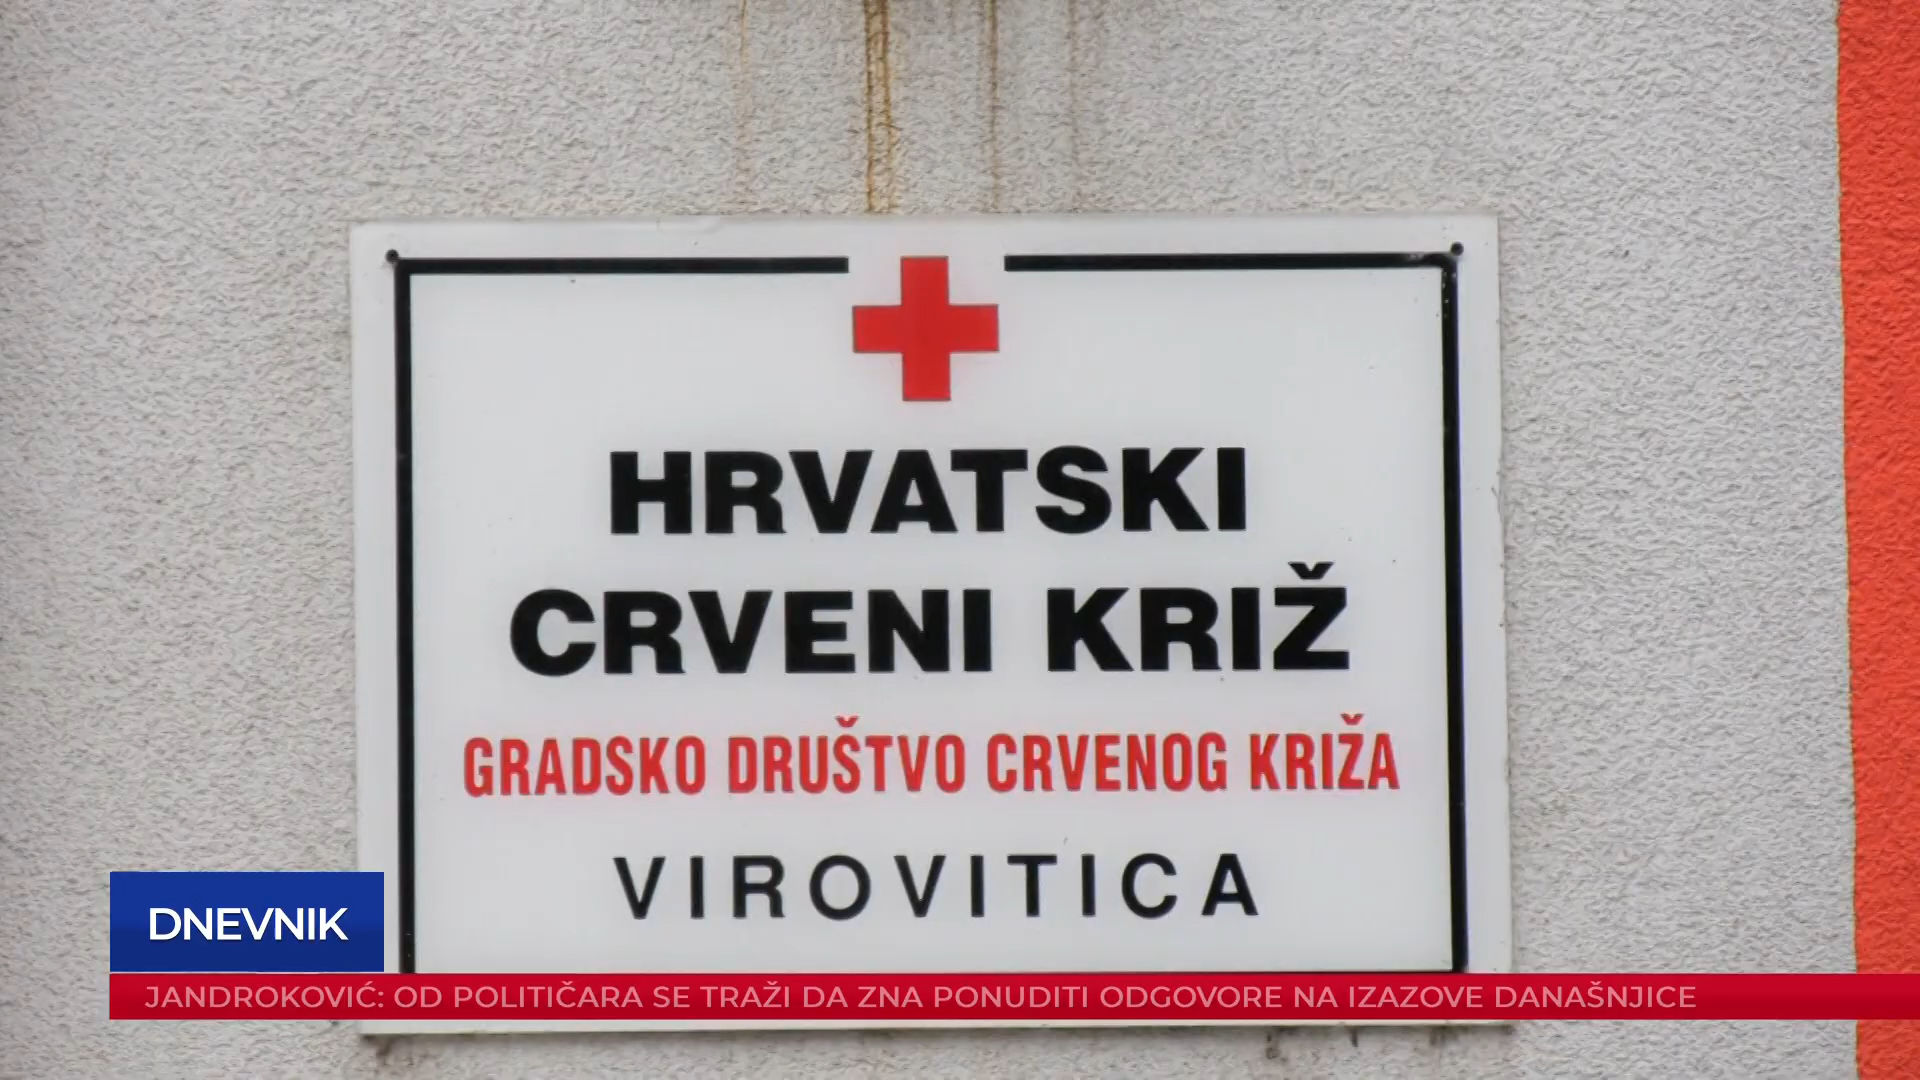 HRVATSKI
CRVENI KRIŽ
GRADSKO DRUŠTVO CRVENOG KRIŽA
VIROVITICA
DNEVNIK
JANDROKOVIĆ: OD POLITIČARA SE TRAŽI DA ZNA PONUDITI ODGOVORE NA IZAZOVE DANAŠNJICE